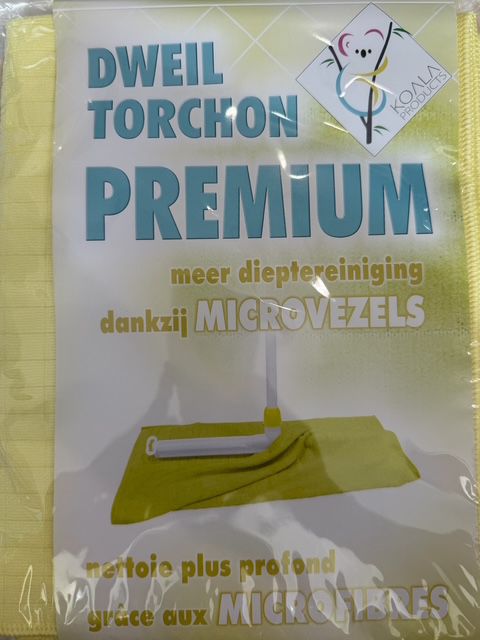 KOALA
PRODUCTS
DWEIL
TORCHON
PREMIUM
meer dieptereiniging
dankzij MICROVEZELS
nettoie plus profond
grâce aux MICROFIBRES